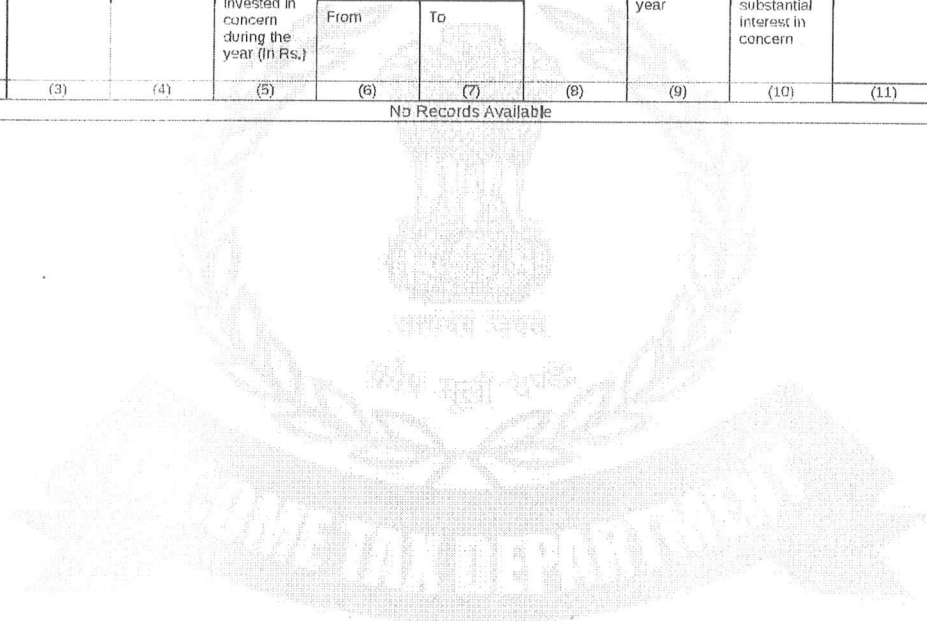 invested in
concern
during the
year (in Rs.)
From
To
year
substantial
interest in
concern
(3) (4) (5) (6) (7) (8) (9) (10) (11)
No Records Available
सत्यमेव जयते
INCOME TAX DEPARTMENT